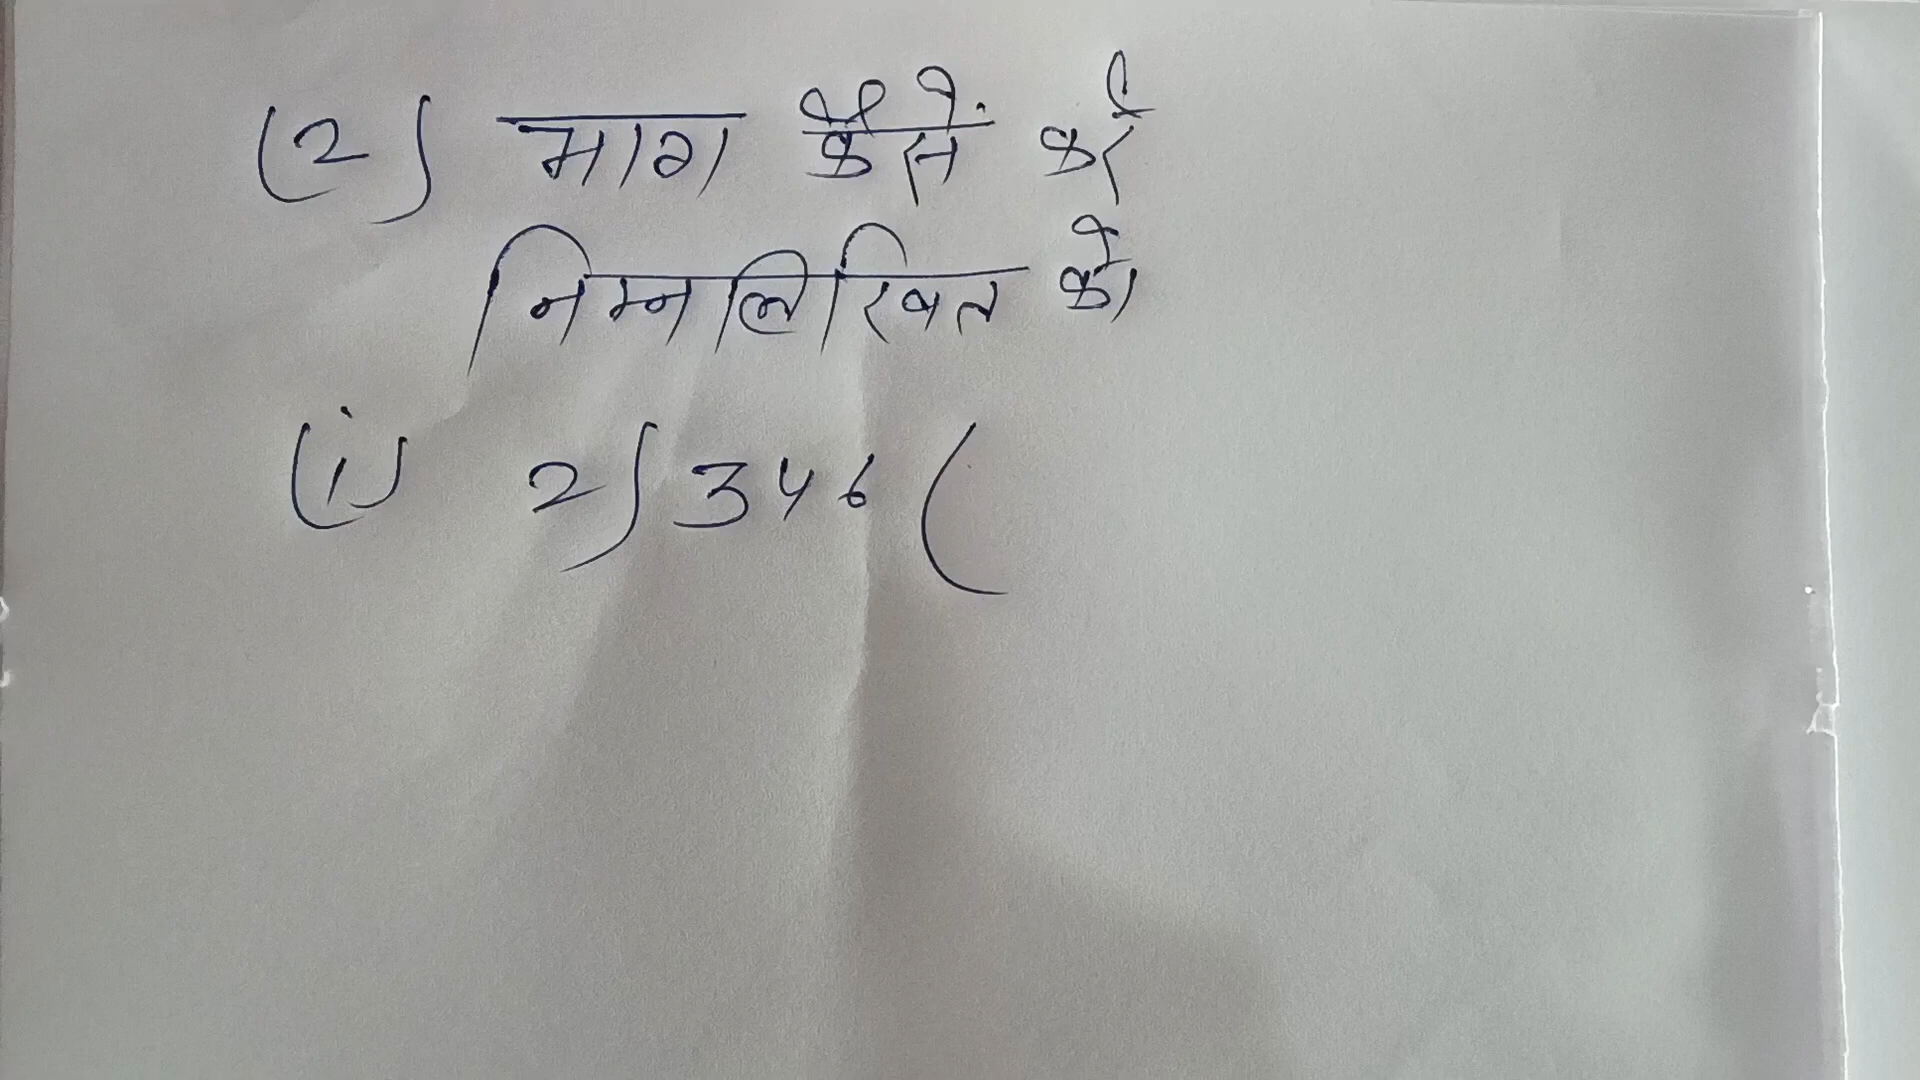 (2) भाग कैसें करे
निम्नलिखित को
(i) 2) 346 (